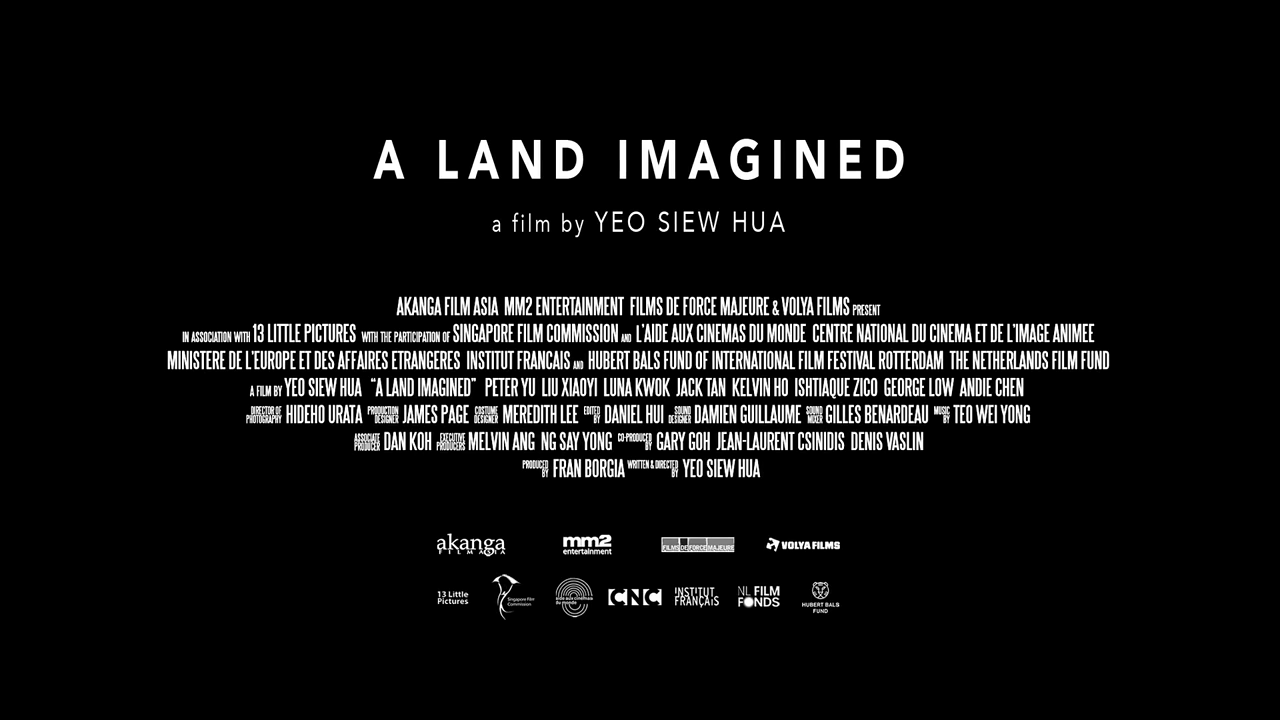 A LAND IMAGINED
a film by YEO SIEW HUA
AKANGA FILM ASIA MM2 ENTERTAINMENT FILMS DE FORCE MAJEURE & VOLYA FILMS PRESENT
IN ASSOCIATION WITH 13 LITTLE PICTURES WITH THE PARTICIPATION OF SINGAPORE FILM COMMISSION AND L'AIDE AUX CINEMAS DU MONDE CENTRE NATIONAL DU CINEMA ET DE L'IMAGE ANIMEE
MINISTERE DE L'EUROPE ET DES AFFAIRES ETRANGERES INSTITUT FRANCAIS AND HUBERT BALS FUND OF INTERNATIONAL FILM FESTIVAL ROTTERDAM THE NETHERLANDS FILM FUND
A FILM BY YEO SIEW HUA "A LAND IMAGINED" PETER YU LIU XIAOYI LUNA KWOK JACK TAN KELVIN HO ISHTIAQUE ZICO GEORGE LOW ANDIE CHEN
DIRECTOR OF PHOTOGRAPHY HIDEHO URATA PRODUCTION DESIGNER JAMES PAGE COSTUME DESIGNER MEREDITH LEE EDITED BY DANIEL HUI SOUND DESIGNER DAMIEN GUILLAUME SOUND MIXER GILLES BENARDEAU MUSIC BY TEO WEI YONG
ASSOCIATE PRODUCER DAN KOH EXECUTIVE PRODUCERS MELVIN ANG NG SAY YONG CO-PRODUCED BY GARY GOH JEAN-LAURENT CSINIDIS DENIS VASLIN
PRODUCED BY FRAN BORGIA WRITTEN & DIRECTED BY YEO SIEW HUA
akanga FILM ASIA
mm2 entertainment
FILMS DE FORCE MAJEURE
VOLYA FILMS
13 Little Pictures
Singapore Film Commission
aide aux cinémas du monde
CNC
INSTITUT FRANÇAIS
NL FILM FONDS
HUBERT BALS FUND